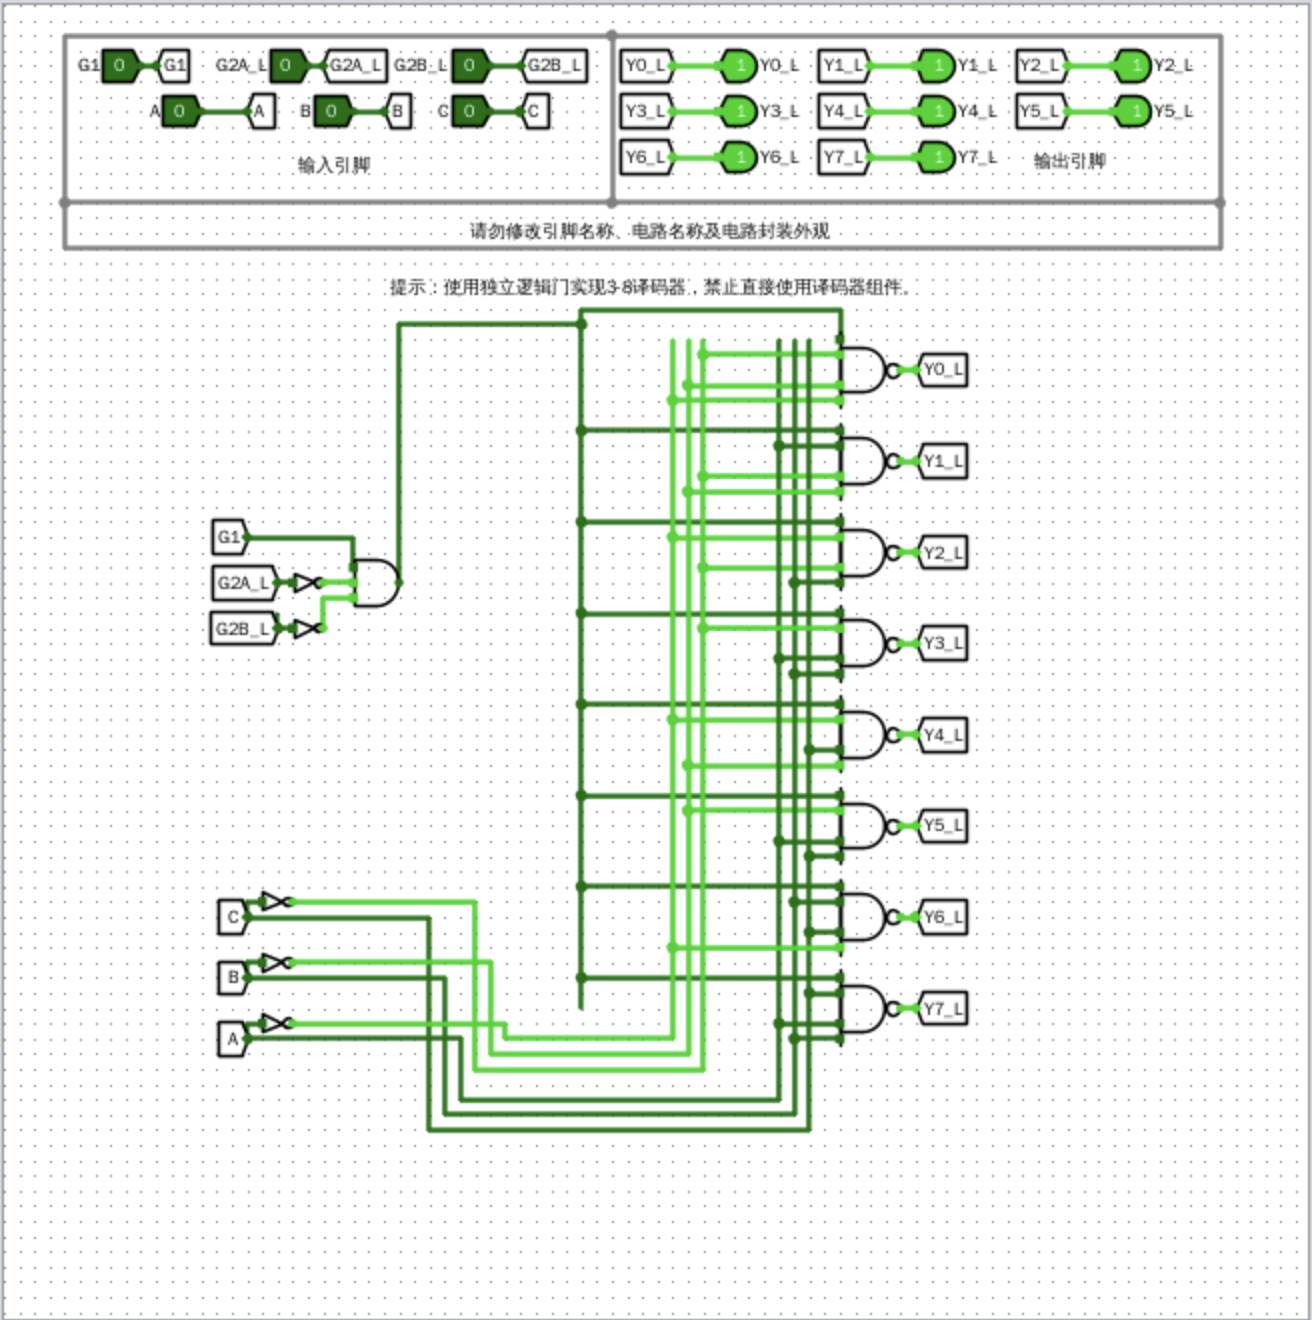 G1 0 G1 G2A_L 0 G2A_L G2B_L 0 G2B_L Y0_L 1 Y0_L Y1_L 1 Y1_L Y2_L 1 Y2_L
A 0 A B 0 B C 0 C Y3_L 1 Y3_L Y4_L 1 Y4_L Y5_L 1 Y5_L
Y6_L 1 Y6_L Y7_L 1 Y7_L 输出引脚
输入引脚
请勿修改引脚名称、电路名称及电路封装外观
提示：使用独立逻辑门实现3-8译码器，禁止直接使用译码器组件。
Y0_L
Y1_L
G1
Y2_L
G2A_L
G2B_L
Y3_L
Y4_L
Y5_L
C
Y6_L
B
Y7_L
A